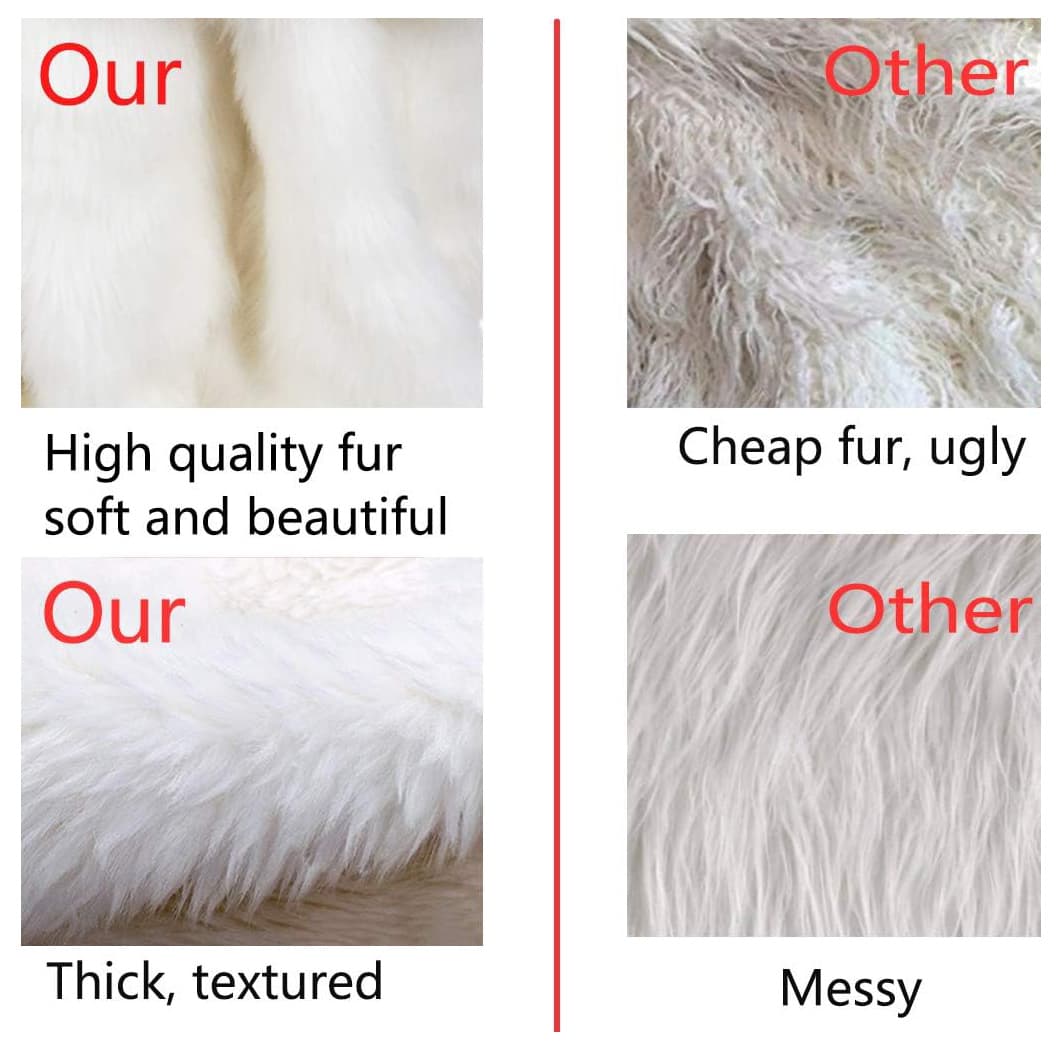 Our
High quality fur
soft and beautiful
Our
Thick, textured
Other
Cheap fur, ugly
Other
Messy